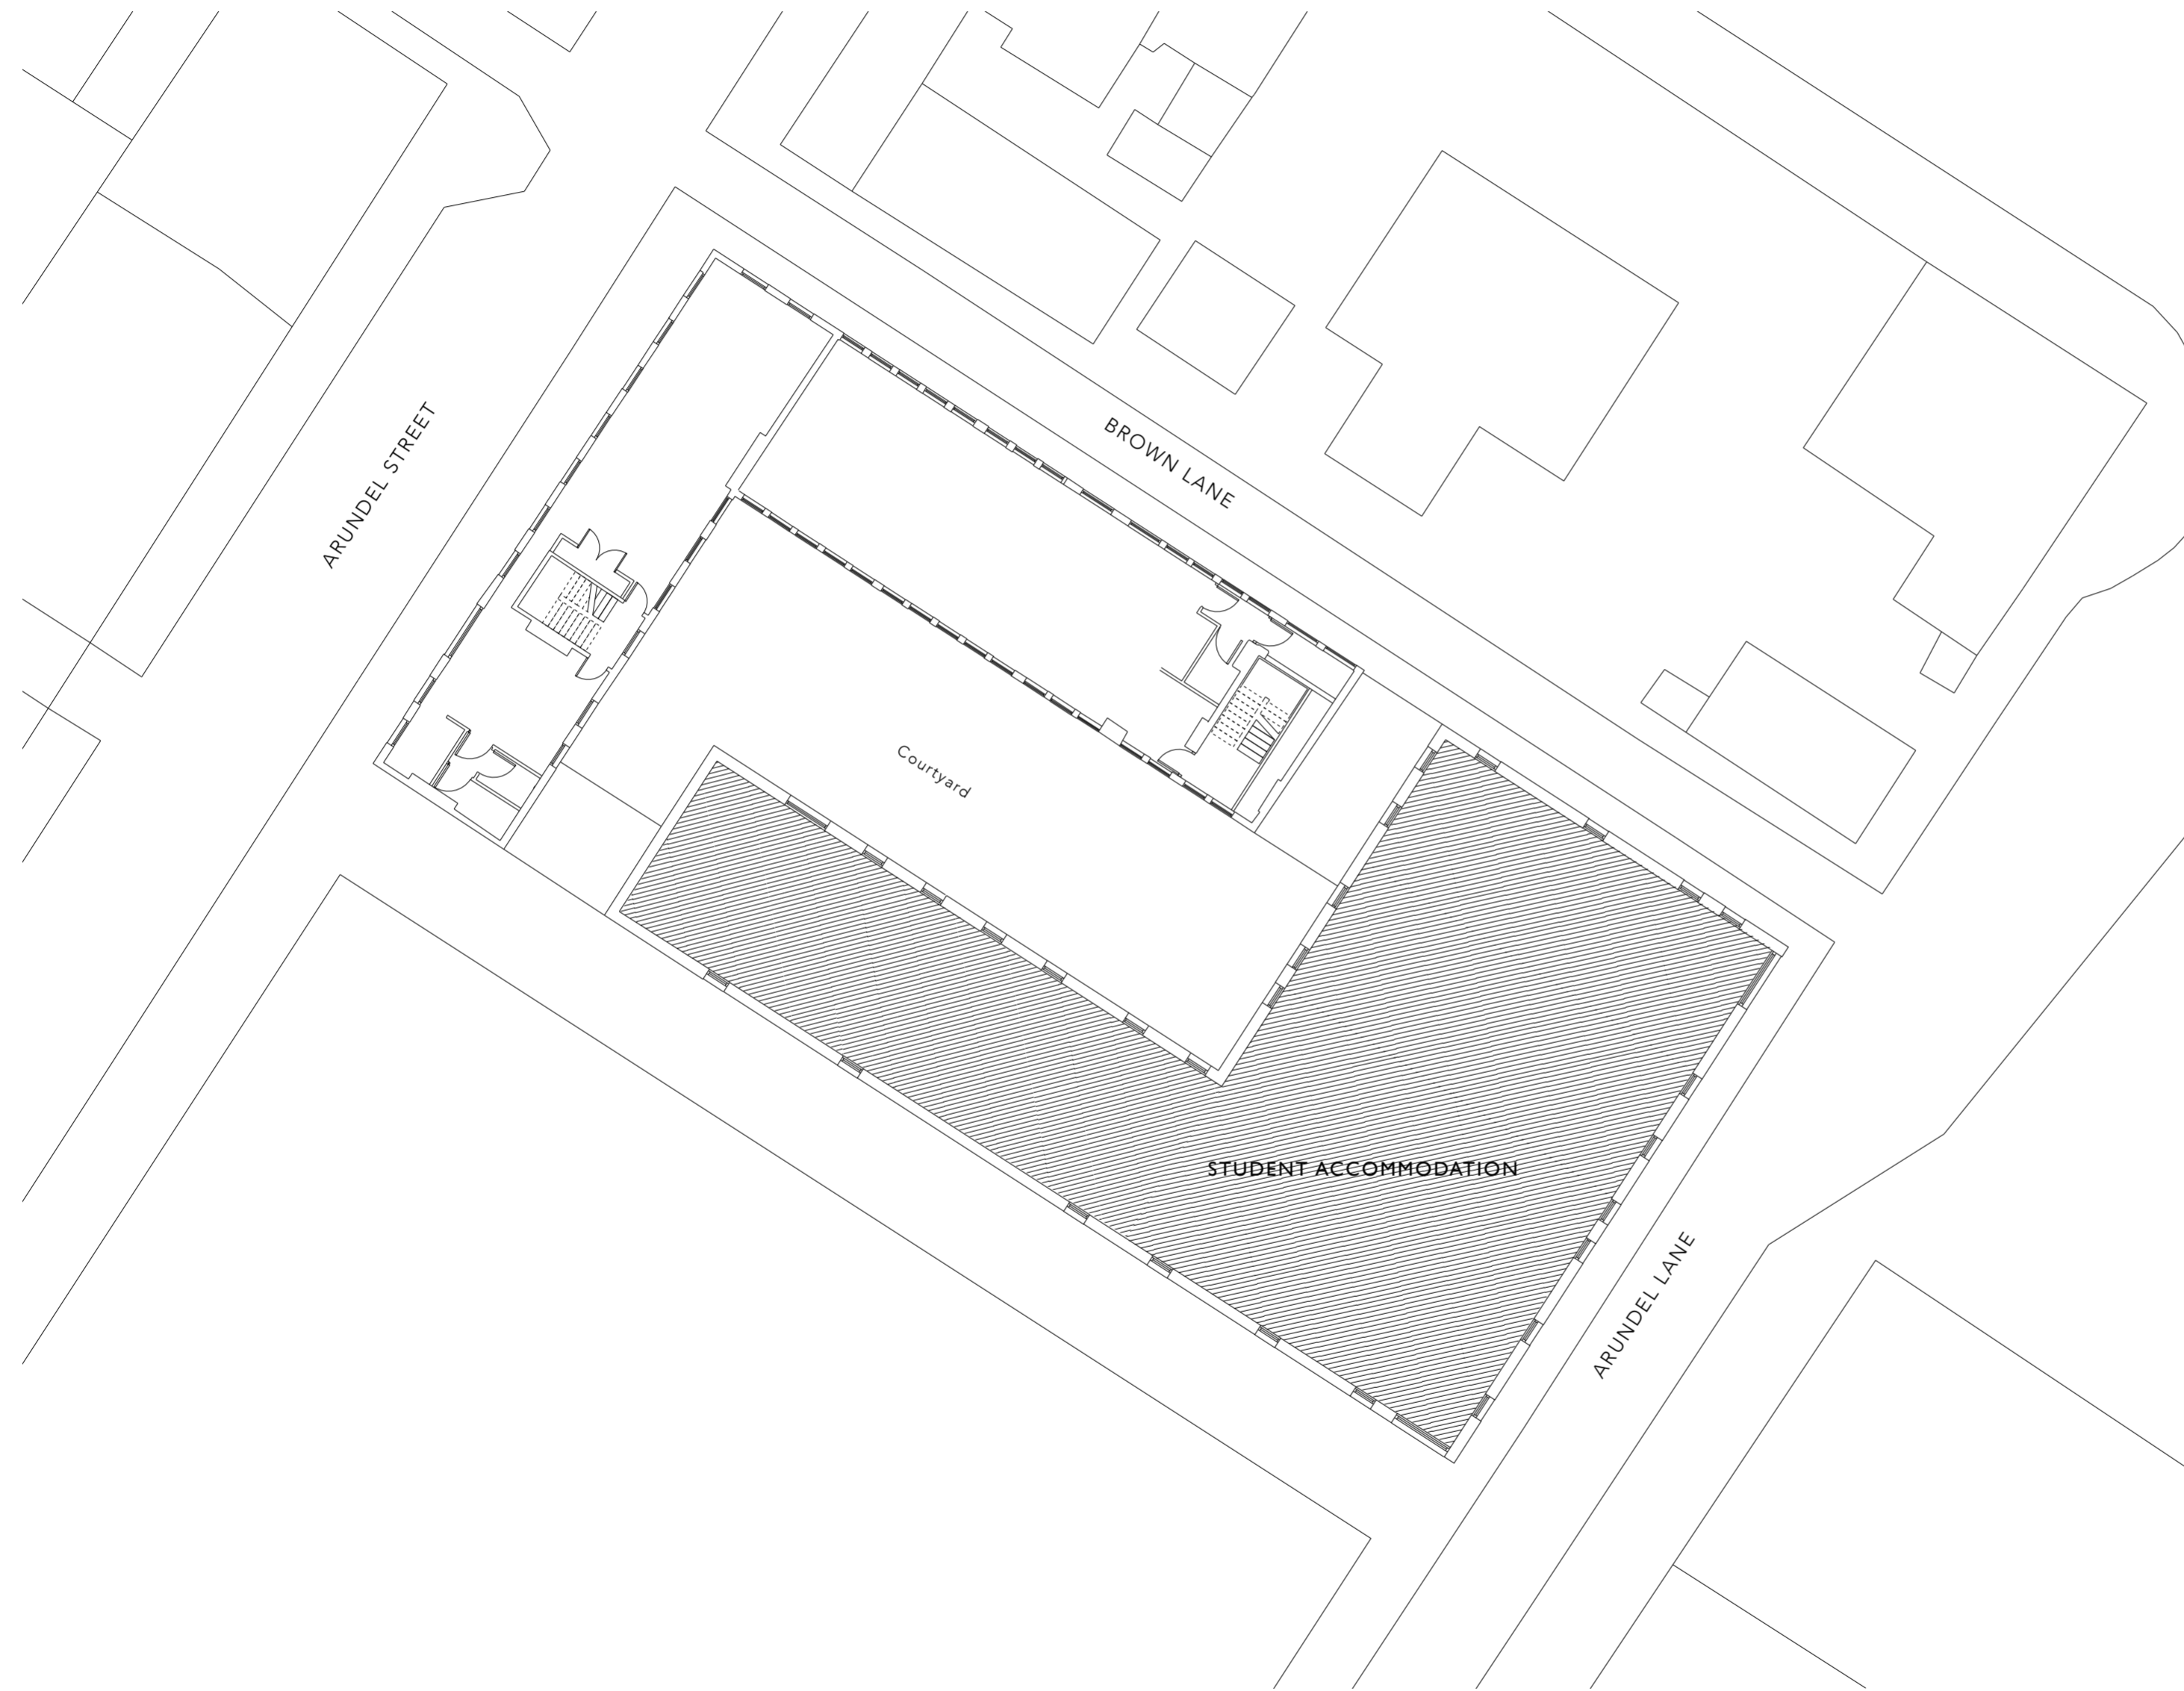 ARUNDEL STREET
BROWN LANE
Courtyard
STUDENT ACCOMMODATION
ARUNDEL LANE